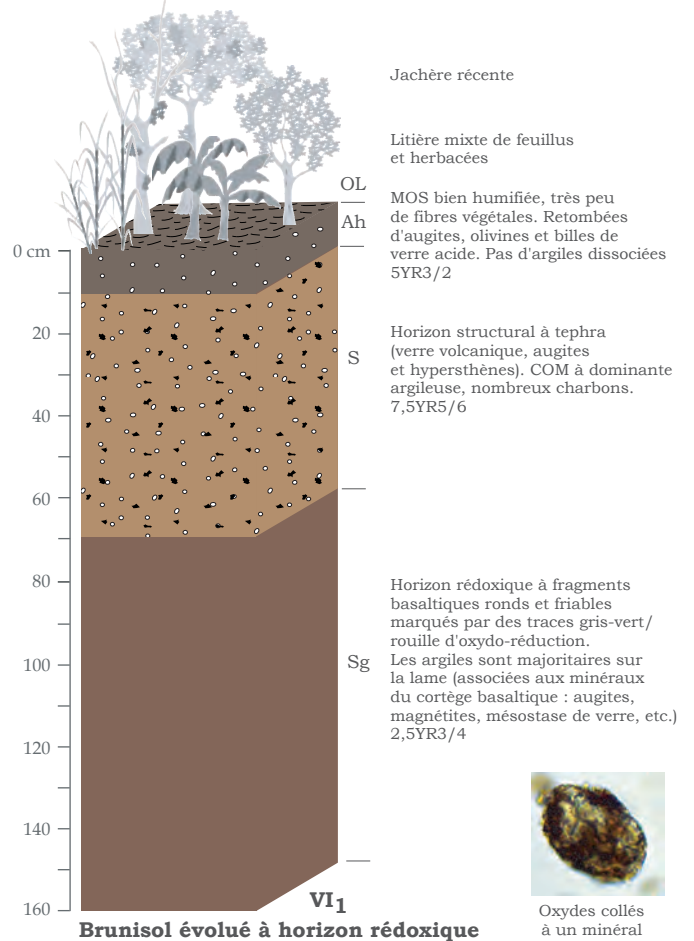 Jachère récente
Litière mixte de feuillus
et herbacées
OL
MOS bien humifiée, très peu
de fibres végétales. Retombées
d'augites, olivines et billes de
verre acide. Pas d'argiles dissociées
5YR3/2
Ah
0 cm
20
Horizon structural à tephra
(verre volcanique, augites
et hypersthènes). COM à dominante
argileuse, nombreux charbons.
7,5YR5/6
S
40
60
80
Horizon rédoxique à fragments
basaltiques ronds et friables
marqués par des traces gris-vert/
rouille d'oxydo-réduction.
Les argiles sont majoritaires sur
la lame (associées aux minéraux
du cortège basaltique : augites,
magnétites, mésostase de verre, etc.)
2,5YR3/4
Sg
100
120
140
160
VI1
Brunisol évolué à horizon rédoxique
Oxydes collés
à un minéral